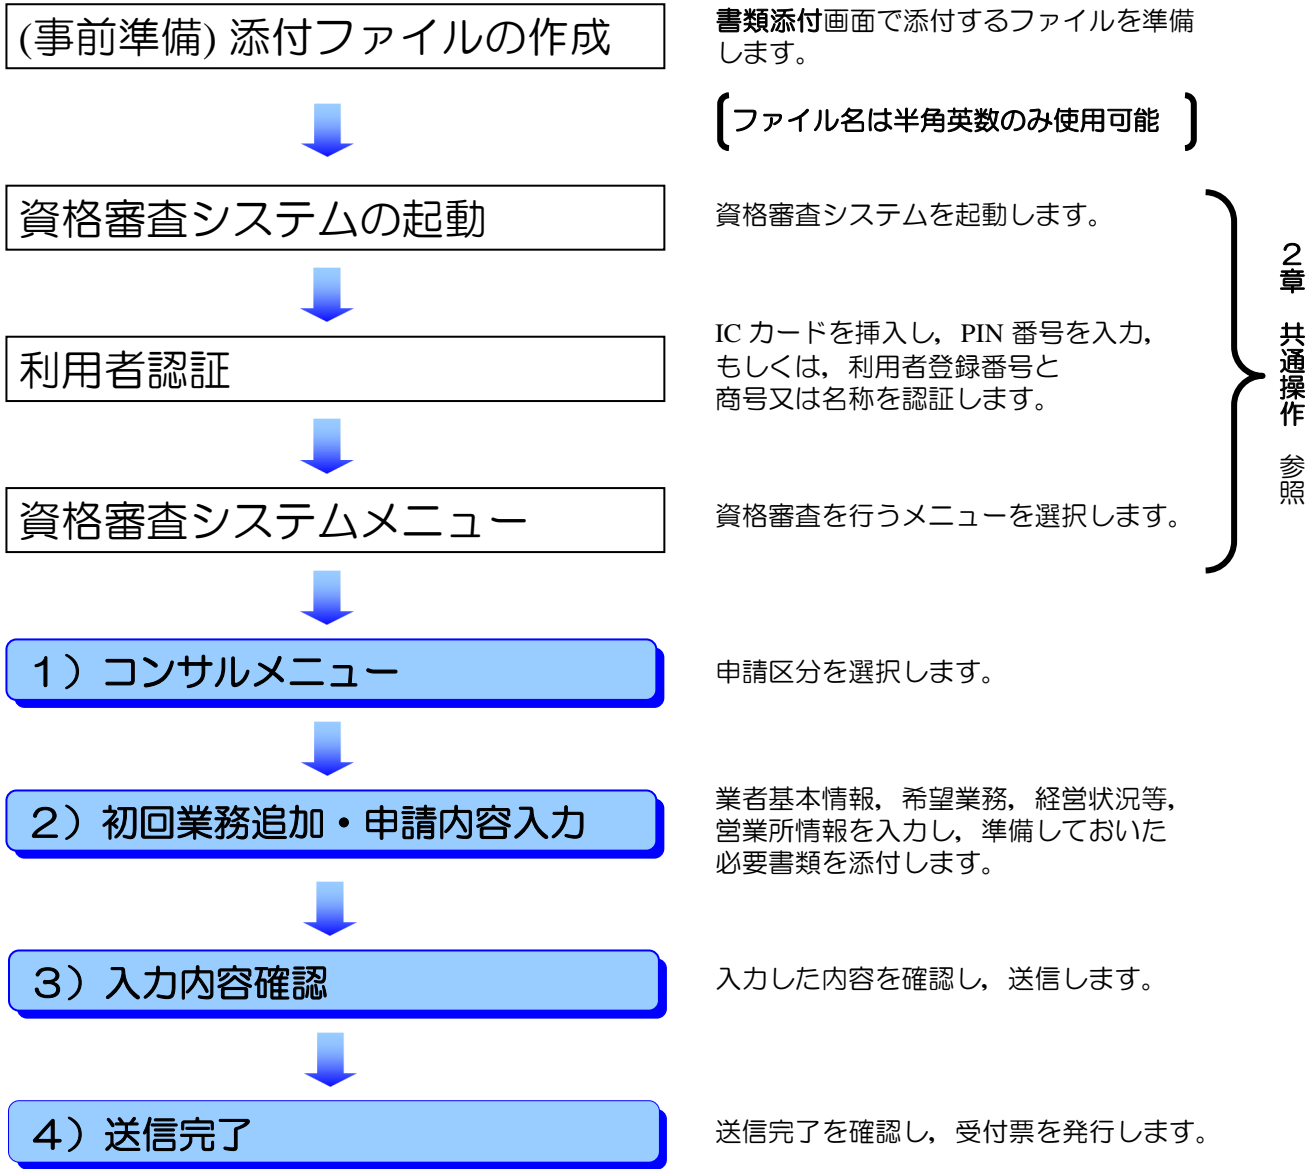 (事前準備) 添付ファイルの作成
書類添付画面で添付するファイルを準備
します。
ファイル名は半角英数のみ使用可能
資格審査システムの起動
資格審査システムを起動します。
利用者認証
IC カードを挿入し，PIN 番号を入力，
もしくは，利用者登録番号と
商号又は名称を認証します。
資格審査システムメニュー
資格審査を行うメニューを選択します。
２章　共通操作　参照
１）コンサルメニュー
申請区分を選択します。
２）初回業務追加・申請内容入力
業者基本情報，希望業務，経営状況等，
営業所情報を入力し，準備しておいた
必要書類を添付します。
３）入力内容確認
入力した内容を確認し，送信します。
４）送信完了
送信完了を確認し，受付票を発行します。